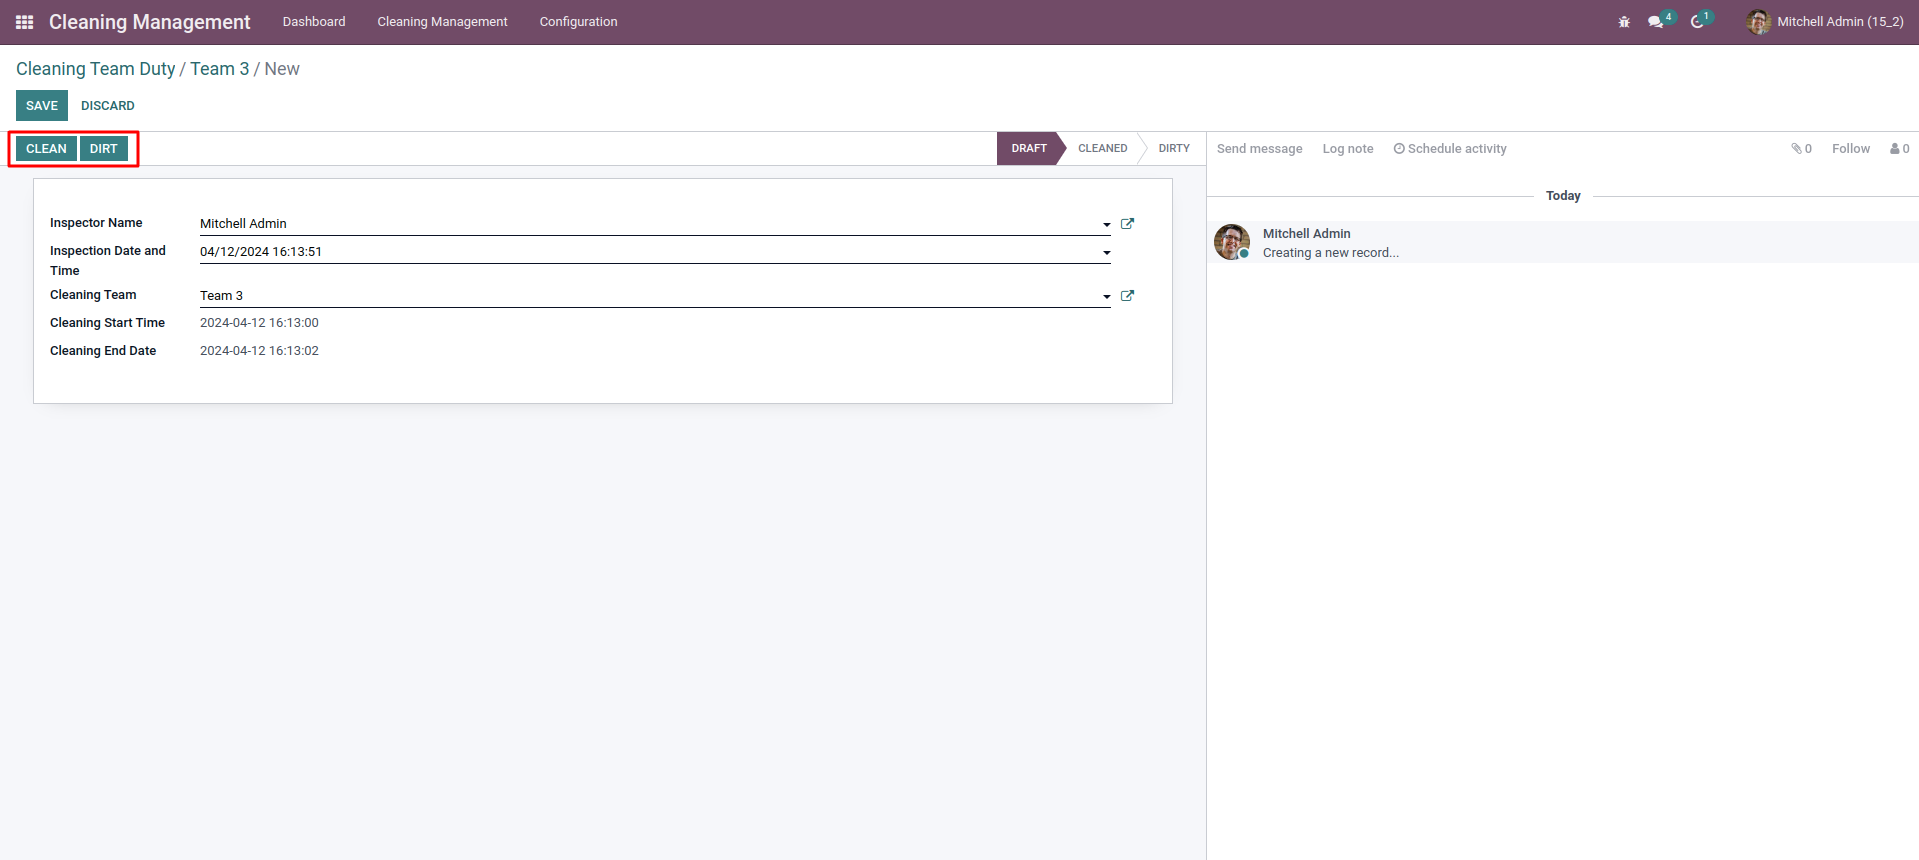 Cleaning Management Dashboard Cleaning Management Configuration 4 1 Mitchell Admin (15_2)
Cleaning Team Duty / Team 3 / New
SAVE DISCARD
CLEAN DIRT DRAFT CLEANED DIRTY Send message Log note Schedule activity 0 Follow 0
Today
Inspector Name Mitchell Admin
Inspection Date and Time 04/12/2024 16:13:51
Cleaning Team Team 3
Cleaning Start Time 2024-04-12 16:13:00
Cleaning End Date 2024-04-12 16:13:02
Mitchell Admin
Creating a new record...